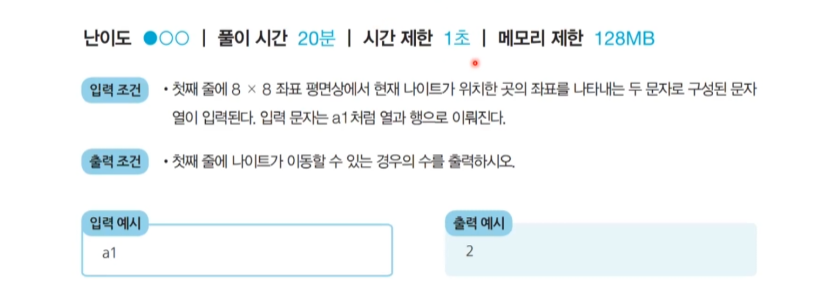 난이도 ●○○ | 풀이 시간 20분 | 시간 제한 1초 | 메모리 제한 128MB
입력 조건 • 첫째 줄에 8 × 8 좌표 평면상에서 현재 나이트가 위치한 곳의 좌표를 나타내는 두 문자로 구성된 문자
열이 입력된다. 입력 문자는 a1처럼 열과 행으로 이뤄진다.
출력 조건 • 첫째 줄에 나이트가 이동할 수 있는 경우의 수를 출력하시오.
입력 예시
a1
출력 예시
2